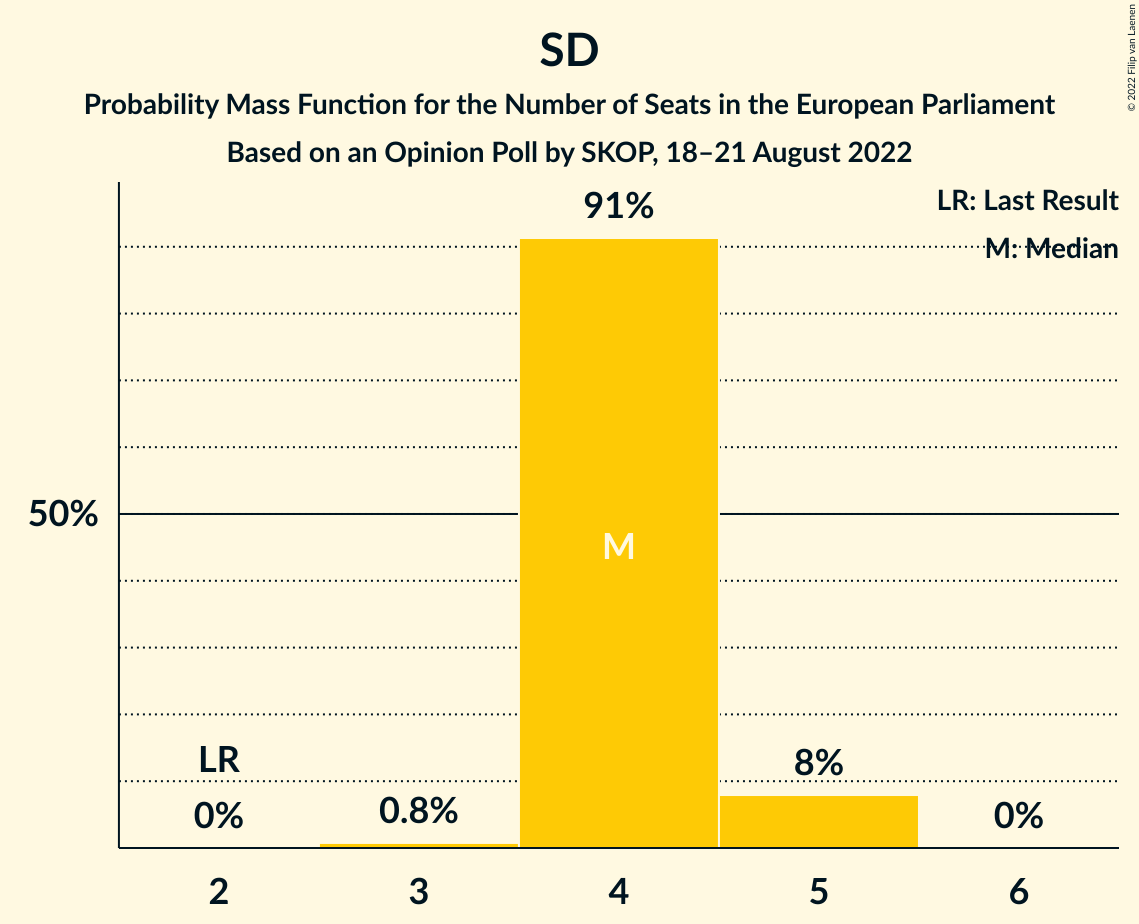 SD
Probability Mass Function for the Number of Seats in the European Parliament
Based on an Opinion Poll by SKOP, 18–21 August 2022
© 2022 Filip van Laenen
LR: Last Result
M: Median
91%
50%
M
LR
0%
0.8%
8%
0%
2 3 4 5 6